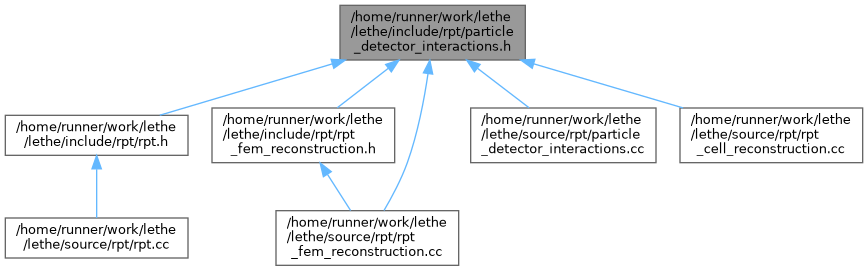 /home/runner/work/lethe
/lethe/include/rpt/particle
_detector_interactions.h
/home/runner/work/lethe
/lethe/include/rpt/rpt.h
/home/runner/work/lethe
/lethe/include/rpt/rpt
_fem_reconstruction.h
/home/runner/work/lethe
/lethe/source/rpt/particle
_detector_interactions.cc
/home/runner/work/lethe
/lethe/source/rpt/rpt
_cell_reconstruction.cc
/home/runner/work/lethe
/lethe/source/rpt/rpt.cc
/home/runner/work/lethe
/lethe/source/rpt/rpt
_fem_reconstruction.cc